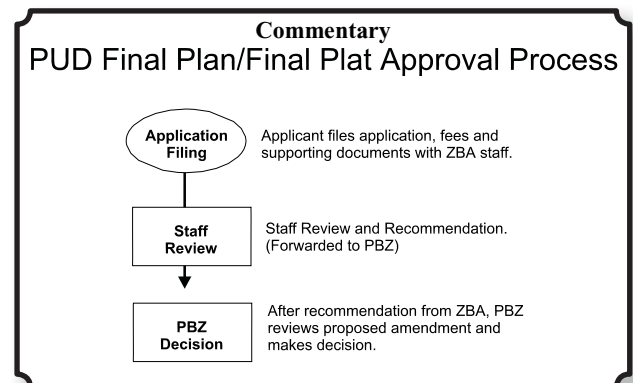 Commentary
PUD Final Plan/Final Plat Approval Process
Application
Filing
Applicant files application, fees and
supporting documents with ZBA staff.
Staff
Review
Staff Review and Recommendation.
(Forwarded to PBZ)
PBZ
Decision
After recommendation from ZBA, PBZ
reviews proposed amendment and
makes decision.